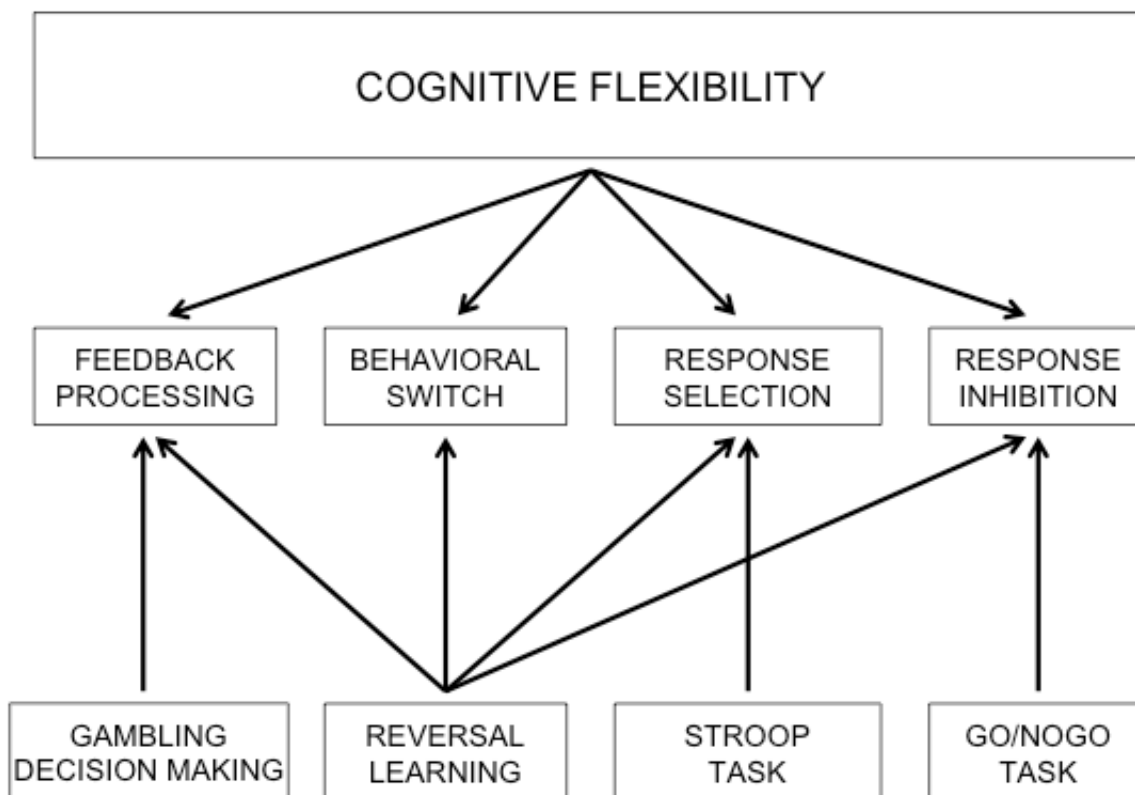 COGNITIVE FLEXIBILITY
FEEDBACK
PROCESSING
BEHAVIORAL
SWITCH
RESPONSE
SELECTION
RESPONSE
INHIBITION
GAMBLING
DECISION MAKING
REVERSAL
LEARNING
STROOP
TASK
GO/NOGO
TASK